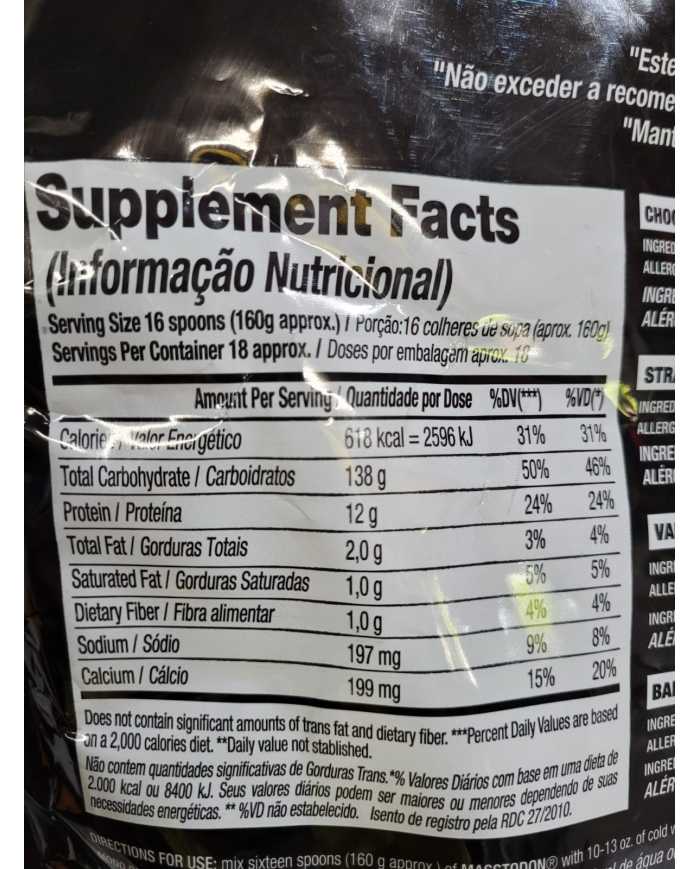 "Este
"Não exceder a recome
"Mant
Supplement Facts
(Informação Nutricional)
Serving Size 16 spoons (160g approx.) / Porção:16 colheres de sopa (aprox. 160g)
Servings Per Container 18 approx. / Doses por embalagam aprox. 18
Amount Per Serving / Quantidade por Dose %DV(***) %VD(*)
Calories / Valor Energético 618 kcal = 2596 kJ 31% 31%
Total Carbohydrate / Carboidratos 138 g 50% 46%
Protein / Proteína 12 g 24% 24%
Total Fat / Gorduras Totais 2,0 g 3% 4%
Saturated Fat / Gorduras Saturadas 1,0 g 5% 5%
Dietary Fiber / Fibra alimentar 1,0 g 4% 4%
Sodium / Sódio 197 mg 9% 8%
Calcium / Cálcio 199 mg 15% 20%
Does not contain significant amounts of trans fat and dietary fiber. ***Percent Daily Values are based
on a 2,000 calories diet. **Daily value not stablished.
Não contem quantidades significativas de Gorduras Trans.*% Valores Diários com base em uma dieta de
2.000 kcal ou 8400 kJ. Seus valores diários podem ser maiores ou menores dependendo de suas
necessidades energéticas. ** %VD não estabelecido. Isento de registro pela RDC 27/2010.
DIRECTIONS FOR USE: mix sixteen spoons (160 g approx.) of MASSTODON® with 10-13 oz. of cold w
de água o
CHOC
INGRED
ALLERG
INGRE
ALÉR
STRA
INGRED
ALLERG
INGRE
ALÉR
VA
INGRE
ALLE
INGRI
ALÉ
BA
INGRE
ALLER
INGRE
ALÉR